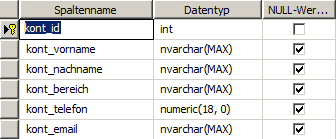 Spaltenname Datentyp NULL-Wer...
kont_id int
kont_vorname nvarchar(MAX)
kont_nachname nvarchar(MAX)
kont_bereich nvarchar(MAX)
kont_telefon numeric(18, 0)
kont_email nvarchar(MAX)